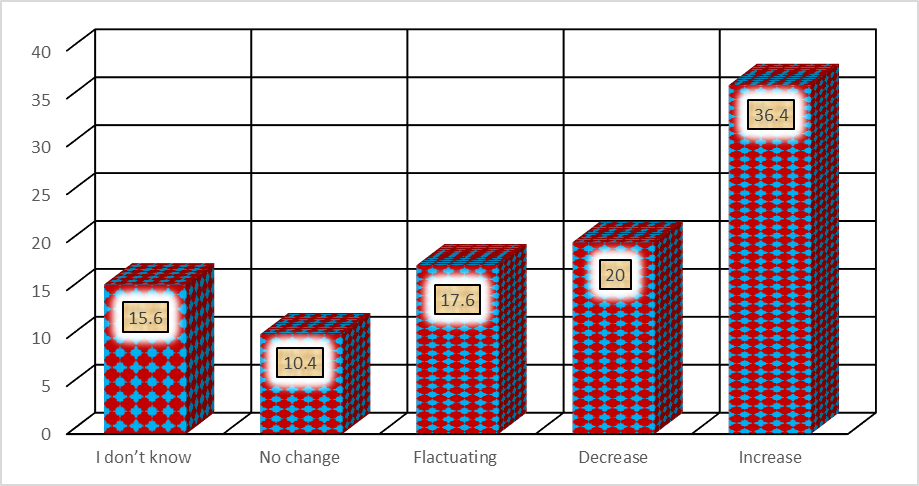 40
35
30
25
20
15
10
5
0
15.6
10.4
17.6
20
36.4
I don't know
No change
Flactuating
Decrease
Increase